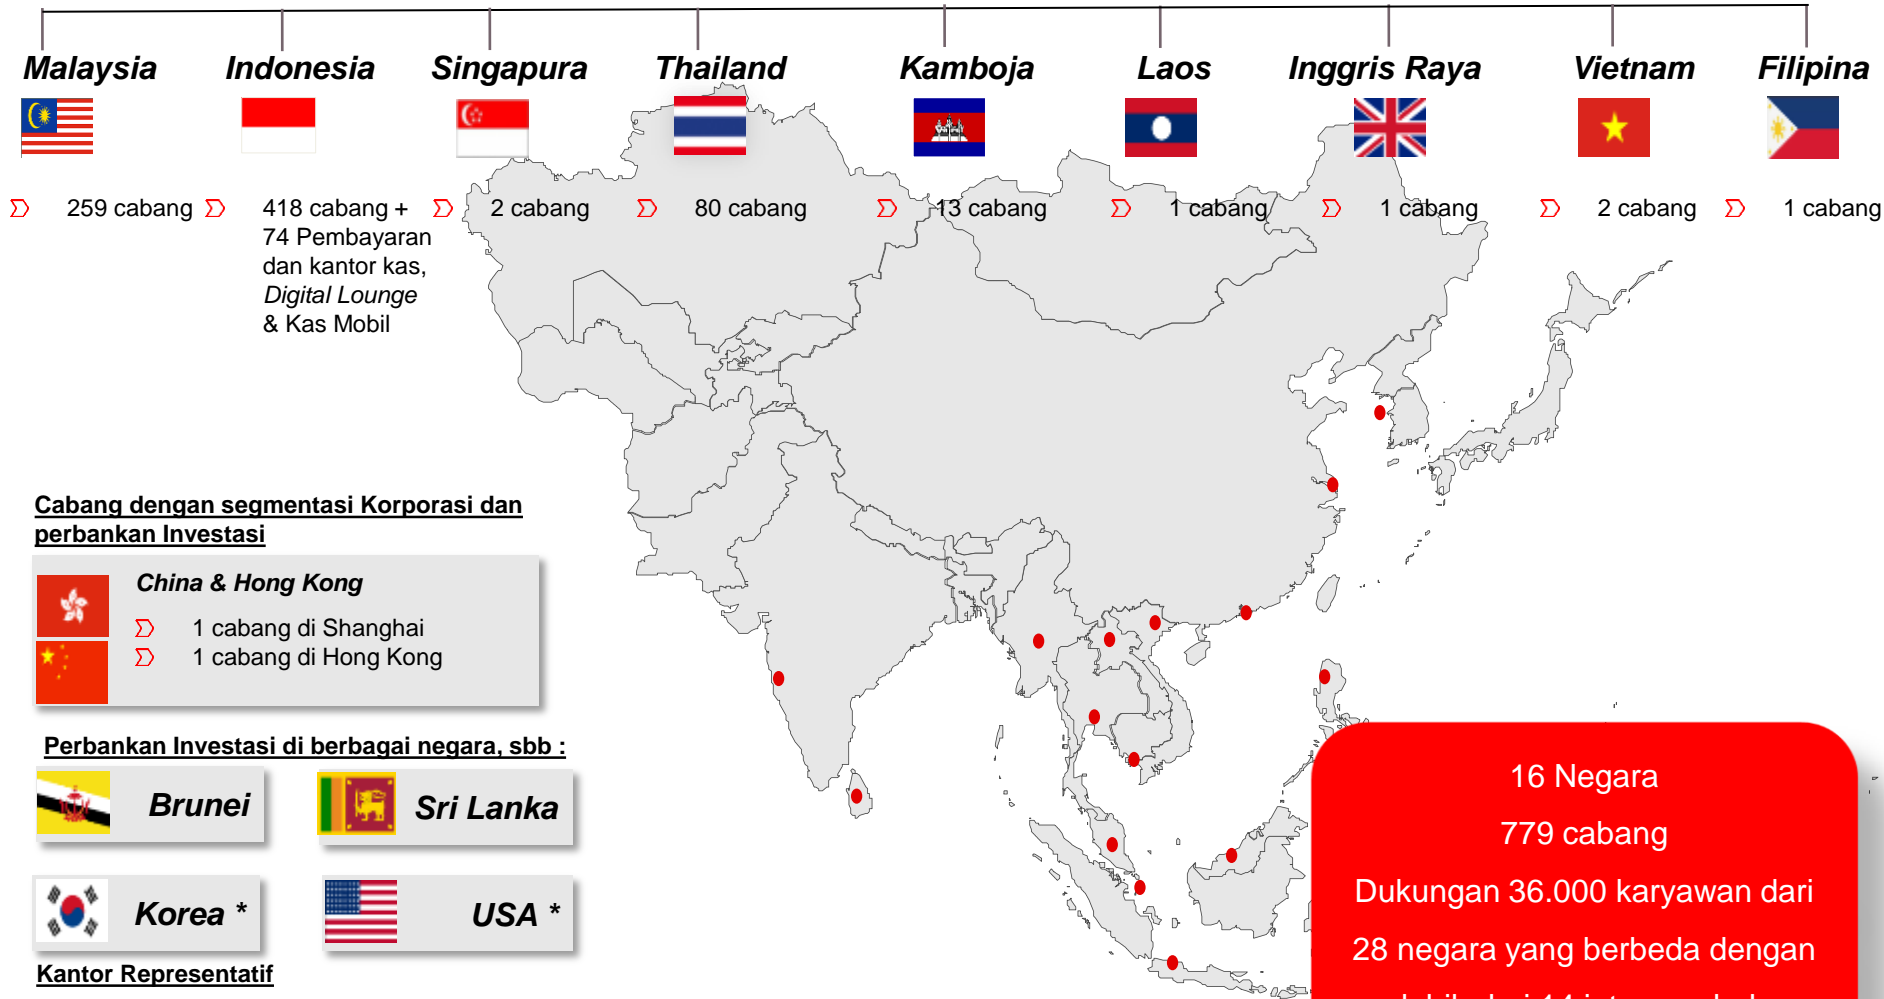 Malaysia
Indonesia
Singapura
Thailand
Kamboja
Laos
Inggris Raya
Vietnam
Filipina
259 cabang
418 cabang +
74 Pembayaran
dan kantor kas,
Digital Lounge
& Kas Mobil
2 cabang
80 cabang
13 cabang
1 cabang
1 cabang
2 cabang
1 cabang
Cabang dengan segmentasi Korporasi dan
perbankan Investasi
China & Hong Kong
1 cabang di Shanghai
1 cabang di Hong Kong
Perbankan Investasi di berbagai negara, sbb :
Brunei
Sri Lanka
Korea *
USA *
Kantor Representatif
16 Negara
779 cabang
Dukungan 36.000 karyawan dari
28 negara yang berbeda dengan